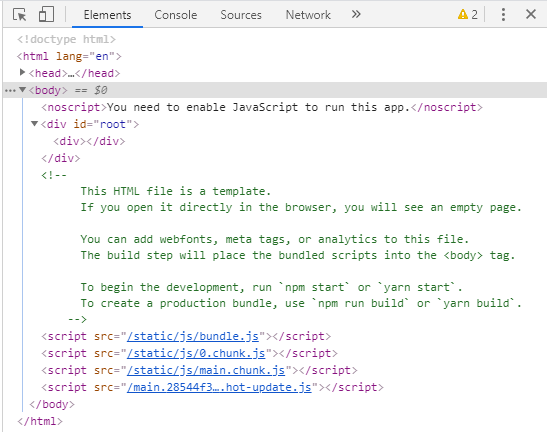 Elements Console Sources Network » 2
<!doctype html>
<html lang="en">
<head>…</head>
<body> == $0
<noscript>You need to enable JavaScript to run this app.</noscript>
<div id="root">
<div></div>
</div>
<!--
This HTML file is a template.
If you open it directly in the browser, you will see an empty page.
You can add webfonts, meta tags, or analytics to this file.
The build step will place the bundled scripts into the <body> tag.
To begin the development, run `npm start` or `yarn start`.
To create a production bundle, use `npm run build` or `yarn build`.
-->
<script src="/static/js/bundle.js"></script>
<script src="/static/js/0.chunk.js"></script>
<script src="/static/js/main.chunk.js"></script>
<script src="/main.28544f3….hot-update.js"></script>
</body>
</html>